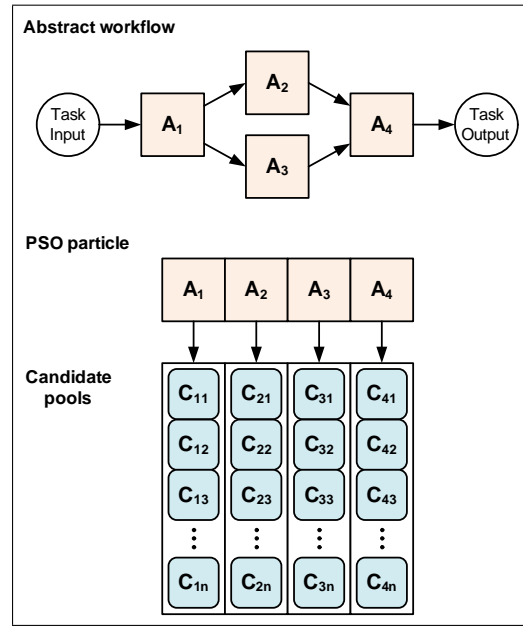 Abstract workflow
Task
Input
A₁
A₂
A₃
A₄
Task
Output
PSO particle
A₁ A₂ A₃ A₄
Candidate
pools
C₁₁ C₂₁ C₃₁ C₄₁
C₁₂ C₂₂ C₃₂ C₄₂
C₁₃ C₂₃ C₃₃ C₄₃
C₁ₙ C₂ₙ C₃ₙ C₄ₙ